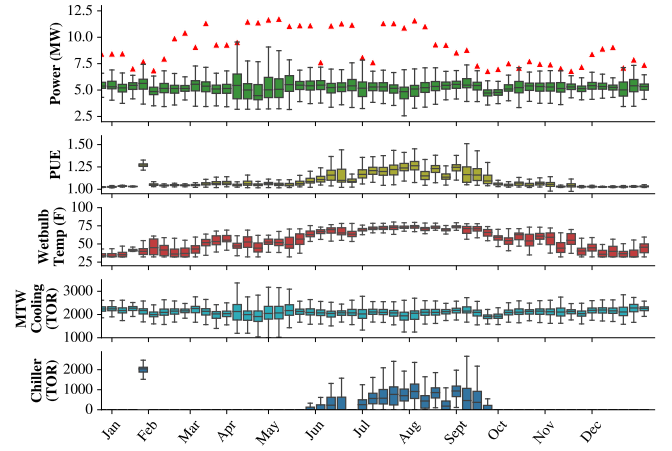 12.5
10.0
7.5
5.0
2.5
Power (MW)
1.50
1.25
1.00
PUE
100
75
50
25
Wetbulb
Temp (F)
3000
2000
1000
MTW
Cooling
(TOR)
2000
0
Chiller
(TOR)
Jan
Feb
Mar
Apr
May
Jun
Jul
Aug
Sept
Oct
Nov
Dec